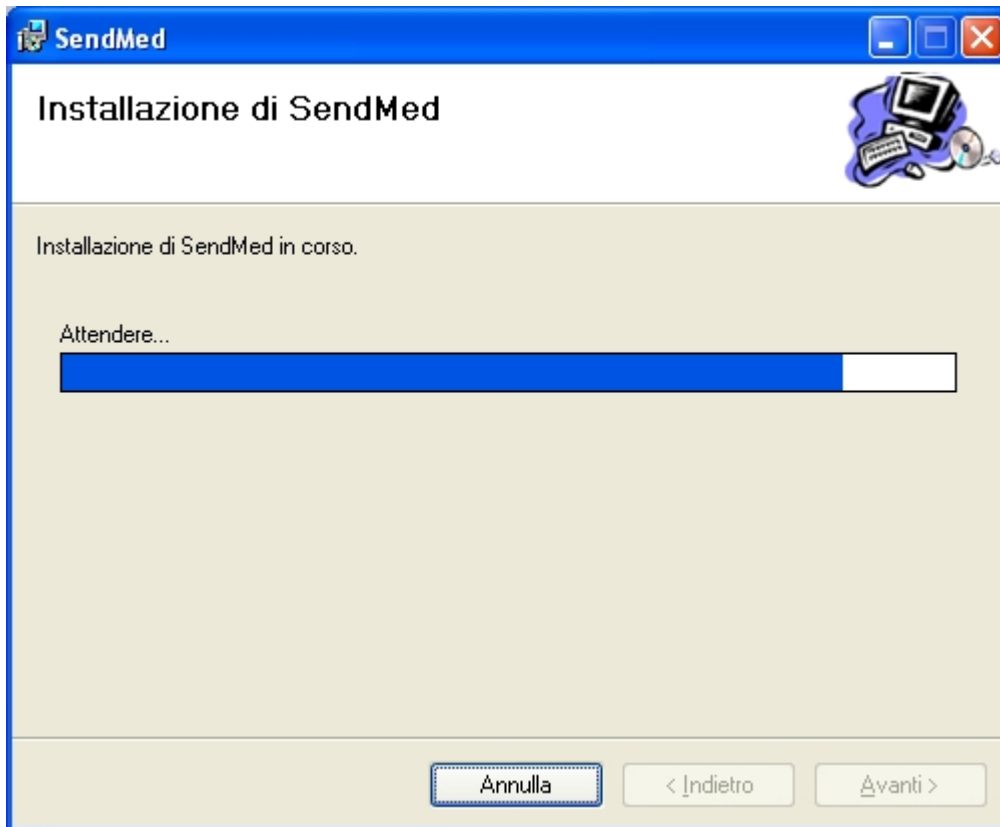 SendMed
Installazione di SendMed
Installazione di SendMed in corso.
Attendere...
Annulla
< Indietro
Avanti >